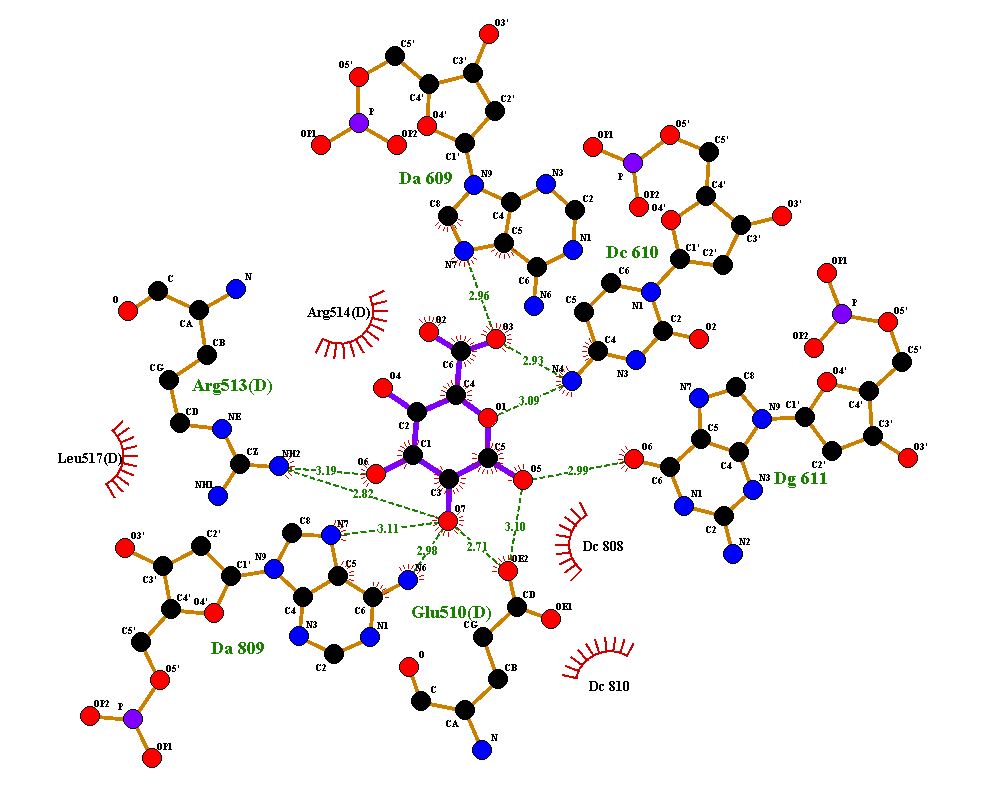 O3'
C5'
O5'
C3'
C4'
C2'
P
O4'
OP1
OP2
C1'
Da 609
N9
N3
C8
C4
C2
C5
N1
N7
C6
N6
OP1
O5'
C5'
P
C4'
OP2
O4'
O3'
C3'
C1'
C2'
Dc 610
C6
N1
C5
C2
O2
C4
N3
N4
OP1
P
O5'
OP2
C5'
O4'
C4'
N7
C8
N9
C1'
C3'
C5
C2'
O3'
C4
O6
C6
N3
Dg 611
N1
C2
N2
C
N
O
CA
CB
CG
Arg513(D)
CD
NE
CZ
NH2
NH1
Arg514(D)
Leu517(D)
2.96
O2
O3
2.93
C6
O4
C4
3.09
O1
C2
C1
C5
O6
3.19
C3
O5
2.99
2.82
O7
3.11
3.10
2.98
2.71
Dc 808
OE2
CD
OE1
Glu510(D)
CG
O
CB
C
CA
N
Dc 810
O3'
C2'
C8
N7
C3'
C1'
N9
C5
N6
C4'
O4'
C4
C6
C5'
N3
N1
Da 809
C2
O5'
OP2
P
OP1